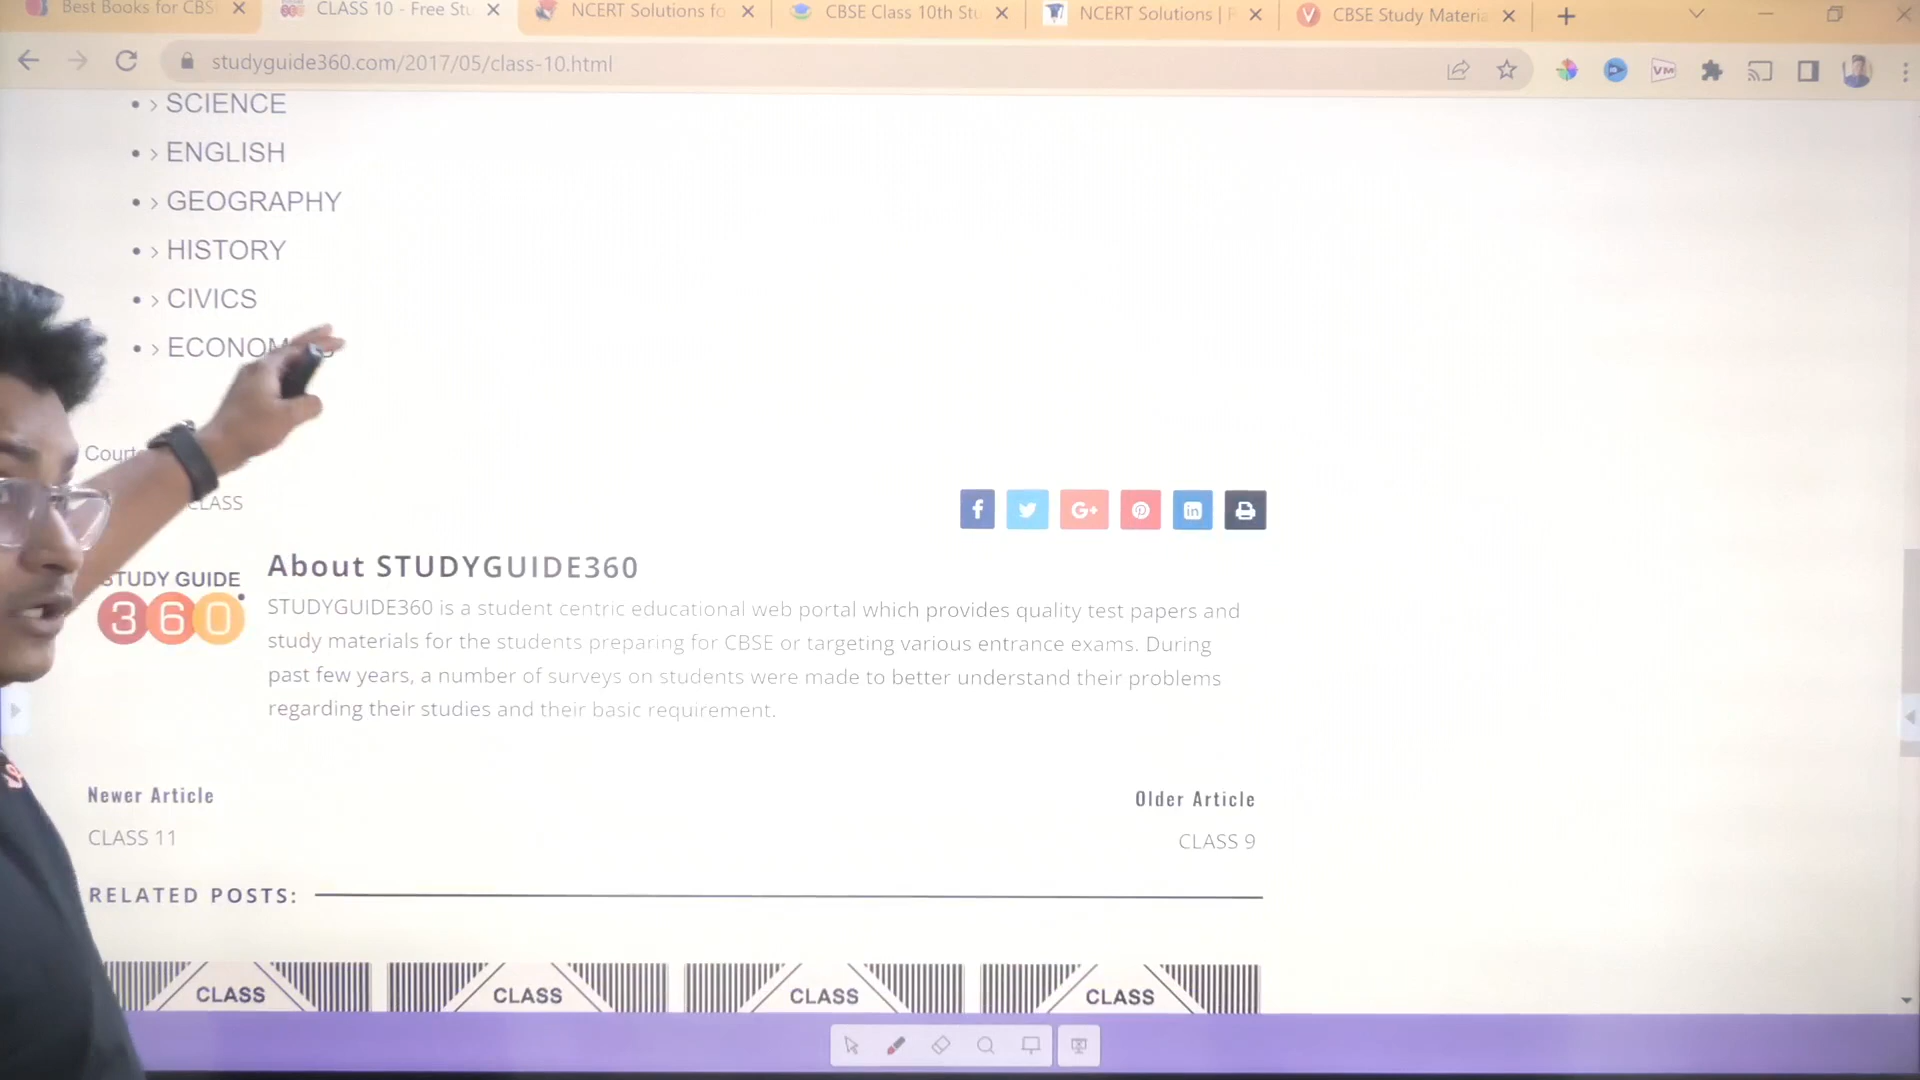 Best Books for CBS
CLASS 10 - Free Stu
NCERT Solutions fo
CBSE Class 10th Stu
NCERT Solutions | F
CBSE Study Materia
studyguide360.com/2017/05/class-10.html
VM
› SCIENCE
› ENGLISH
› GEOGRAPHY
› HISTORY
› CIVICS
› ECONOM
CLASS
f
G+
in
STUDY GUIDE
360
About STUDYGUIDE360
STUDYGUIDE360 is a student centric educational web portal which provides quality test papers and
study materials for the students preparing for CBSE or targeting various entrance exams. During
past few years, a number of surveys on students were made to better understand their problems
regarding their studies and their basic requirement.
Newer Article
Older Article
CLASS 11
CLASS 9
RELATED POSTS:
CLASS
CLASS
CLASS
CLASS